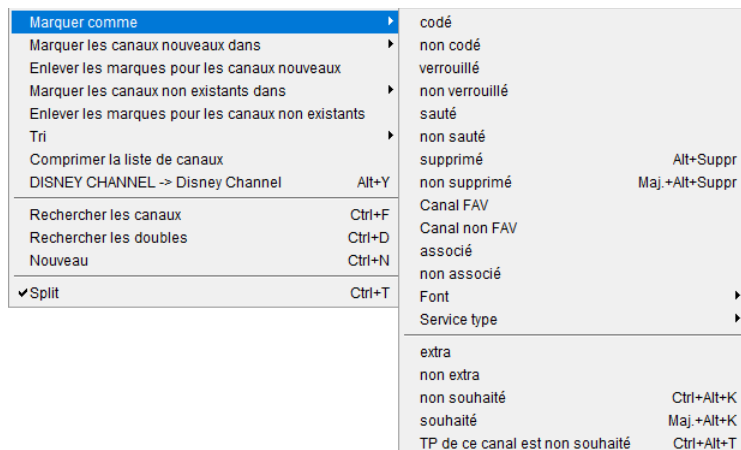 Marquer comme
Marquer les canaux nouveaux dans
Enlever les marques pour les canaux nouveaux
Marquer les canaux non existants dans
Enlever les marques pour les canaux non existants
Tri
Comprimer la liste de canaux
DISNEY CHANNEL -> Disney Channel Alt+Y
Rechercher les canaux Ctrl+F
Rechercher les doubles Ctrl+D
Nouveau Ctrl+N
Split Ctrl+T
codé
non codé
verrouillé
non verrouillé
sauté
non sauté
supprimé Alt+Suppr
non supprimé Maj.+Alt+Suppr
Canal FAV
Canal non FAV
associé
non associé
Font
Service type
extra
non extra
non souhaité Ctrl+Alt+K
souhaité Maj.+Alt+K
TP de ce canal est non souhaité Ctrl+Alt+T